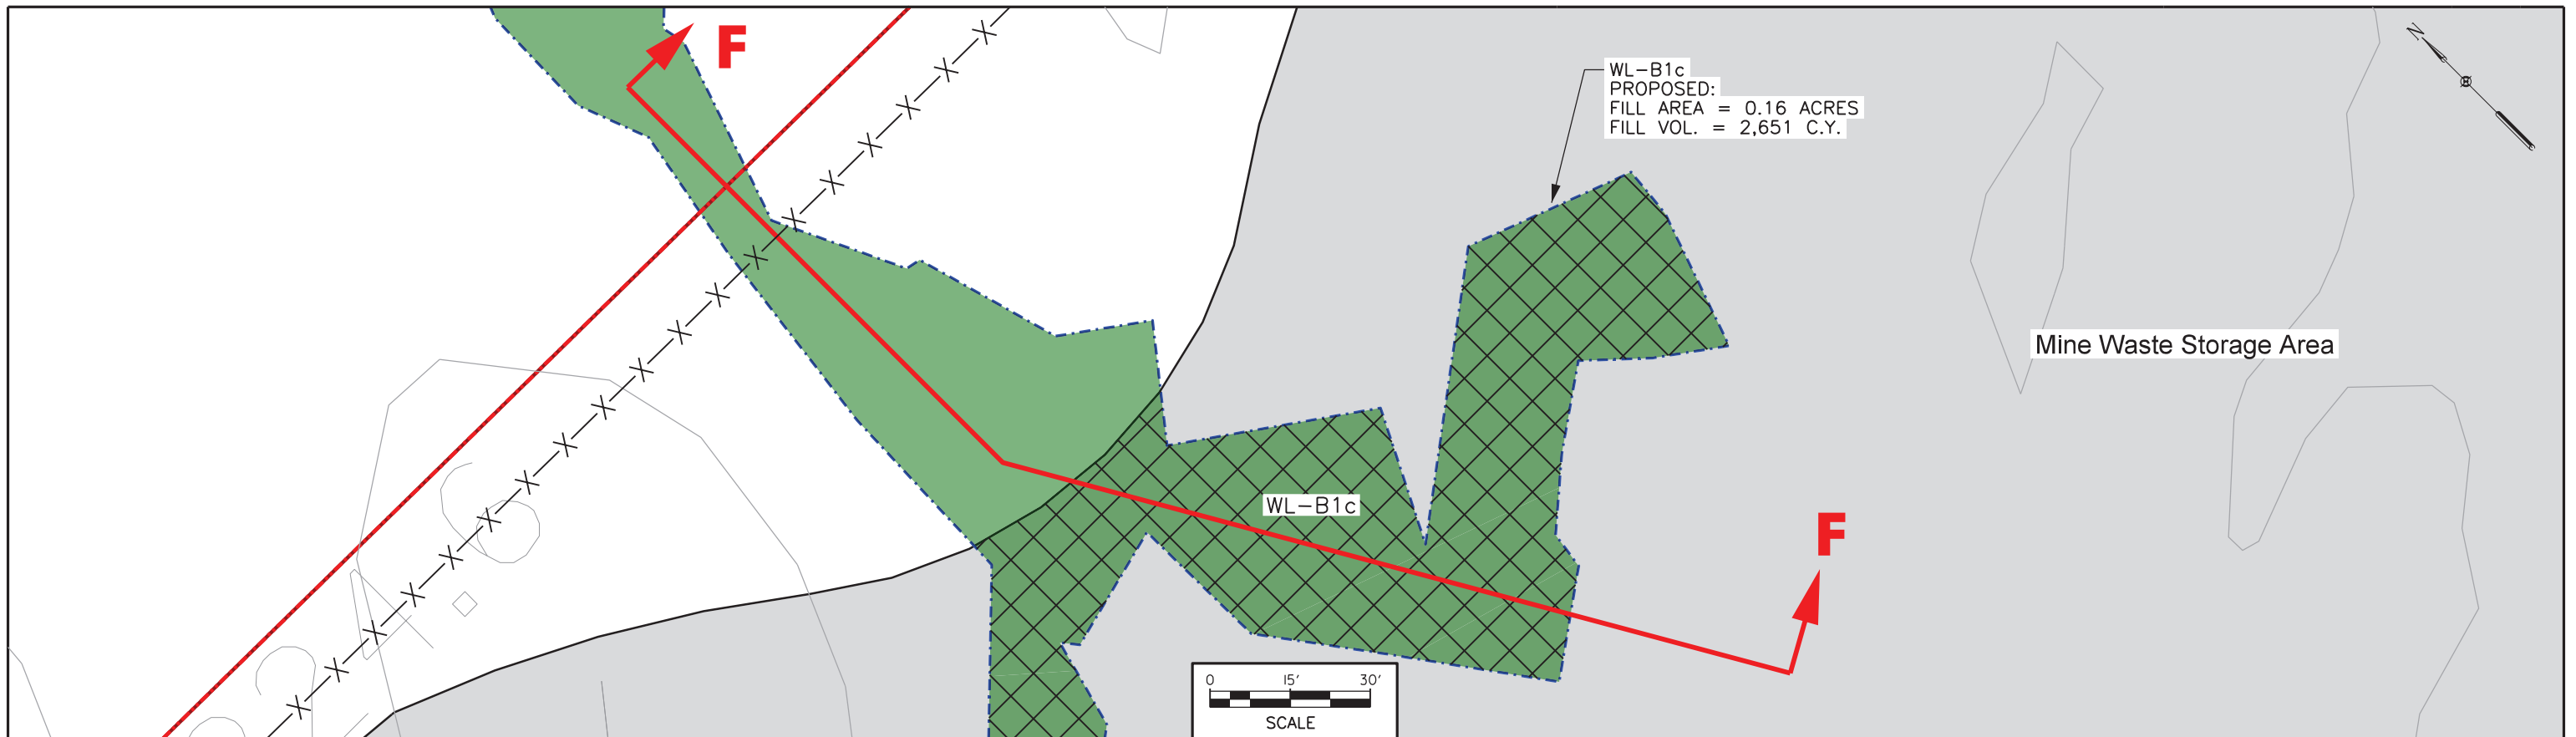 F
N
WL-B1c
PROPOSED:
FILL AREA = 0.16 ACRES
FILL VOL. = 2,651 C.Y.
Mine Waste Storage Area
WL-B1c
F
0 15' 30'
SCALE